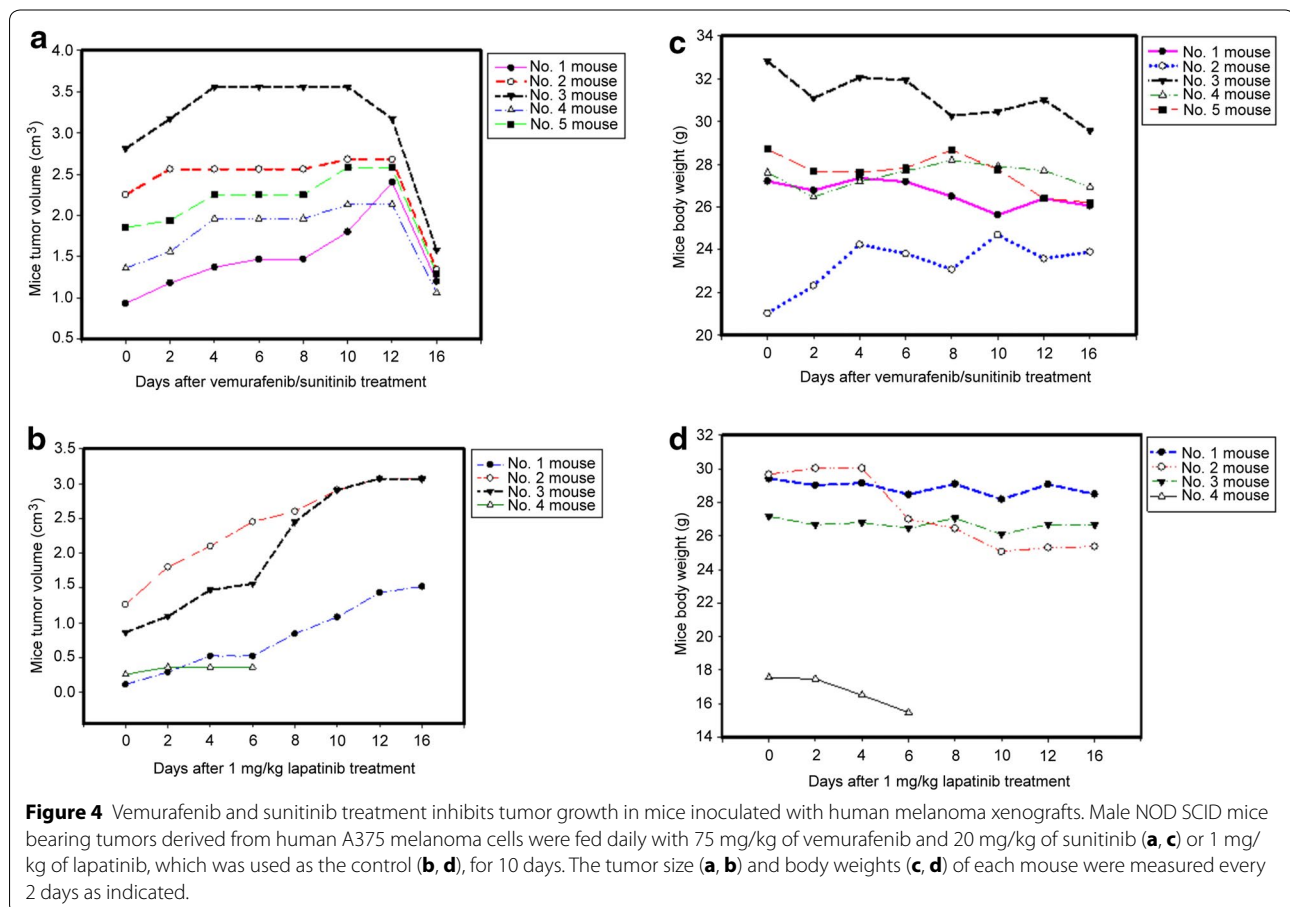 a
4.0
3.5
3.0
2.5
2.0
1.5
1.0
0.5
Mice tumor volume (cm³)
0 2 4 6 8 10 12 16
Days after vemurafenib/sunitinib treatment
No. 1 mouse
No. 2 mouse
No. 3 mouse
No. 4 mouse
No. 5 mouse
c
34
32
30
28
26
24
22
20
Mice body weight (g)
0 2 4 6 8 10 12 16
Days after vemurafenib/sunitinib treatment
No. 1 mouse
No. 2 mouse
No. 3 mouse
No. 4 mouse
No. 5 mouse
b
3.5
3.0
2.5
2.0
1.5
1.0
0.5
0.0
Mice tumor volume (cm³)
0 2 4 6 8 10 12 16
Days after 1 mg/kg lapatinib treatment
No. 1 mouse
No. 2 mouse
No. 3 mouse
No. 4 mouse
d
32
30
28
26
24
22
20
18
16
14
Mice body weight (g)
0 2 4 6 8 10 12 16
Days after 1 mg/kg lapatinib treatment
No. 1 mouse
No. 2 mouse
No. 3 mouse
No. 4 mouse
Figure 4 Vemurafenib and sunitinib treatment inhibits tumor growth in mice inoculated with human melanoma xenografts. Male NOD SCID mice
bearing tumors derived from human A375 melanoma cells were fed daily with 75 mg/kg of vemurafenib and 20 mg/kg of sunitinib (a, c) or 1 mg/
kg of lapatinib, which was used as the control (b, d), for 10 days. The tumor size (a, b) and body weights (c, d) of each mouse were measured every
2 days as indicated.